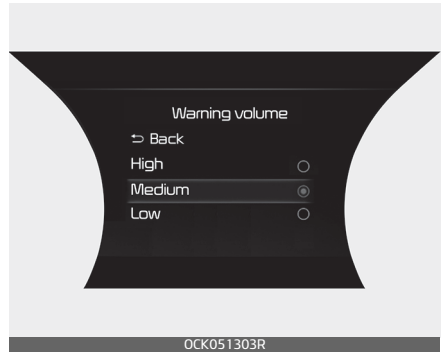 Warning volume
Back
High
Medium
Low
OCK051303R